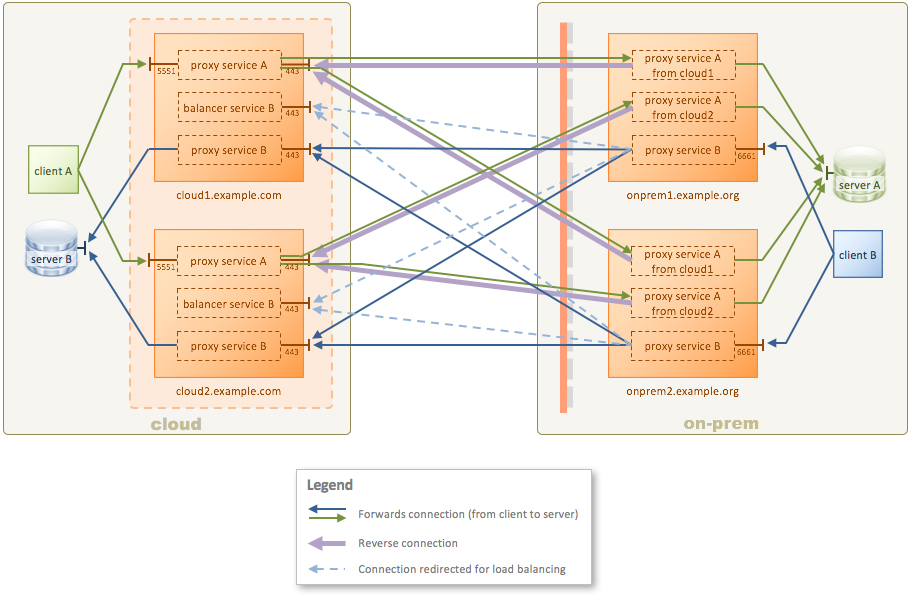 proxy service A
5551
443
balancer service B
443
proxy service B
443
cloud1.example.com
client A
server B
proxy service A
5551
443
balancer service B
443
proxy service B
443
cloud2.example.com
cloud
proxy service A
from cloud1
proxy service A
from cloud2
proxy service B
6661
onprem1.example.org
server A
client B
proxy service A
from cloud1
proxy service A
from cloud2
proxy service B
6661
onprem2.example.org
on-prem
Legend
Forwards connection (from client to server)
Reverse connection
Connection redirected for load balancing